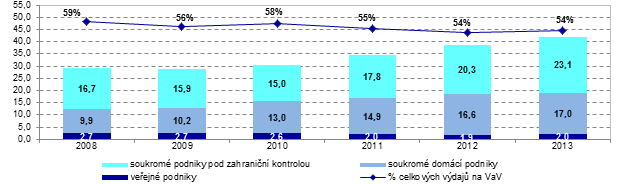 55,0
50,0
45,0
40,0
35,0
30,0
25,0
20,0
15,0
10,0
5,0
0,0
59% 56% 58% 55% 54% 54%
16,7 15,9 15,0 17,8 20,3 23,1
9,9 10,2 13,0 14,9 16,6 17,0
2,7 2,7 2,6 2,0 1,9 2,0
2008 2009 2010 2011 2012 2013
soukromé podniky pod zahraniční kontrolou soukromé domácí podniky
veřejné podniky % celkových výdajů na VaV